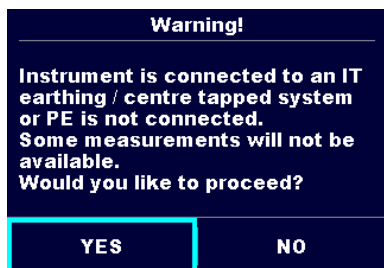 Warning!
Instrument is connected to an IT
earthing / centre tapped system
or PE is not connected.
Some measurements will not be
available.
Would you like to proceed?
YES NO